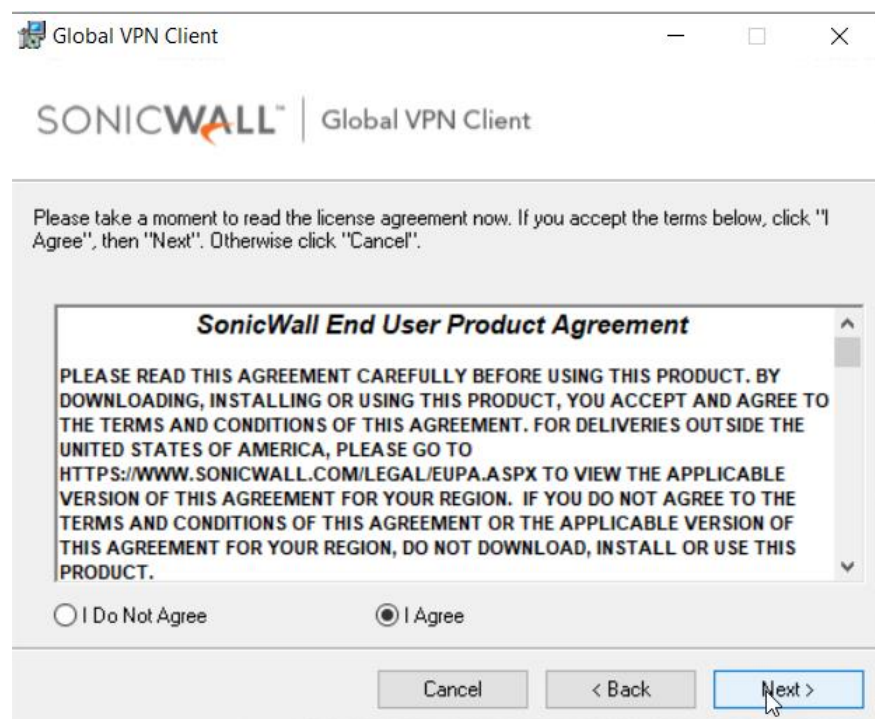 Global VPN Client
SONICWALL™ Global VPN Client
Please take a moment to read the license agreement now. If you accept the terms below, click "I
Agree", then "Next". Otherwise click "Cancel".
SonicWall End User Product Agreement
PLEASE READ THIS AGREEMENT CAREFULLY BEFORE USING THIS PRODUCT. BY
DOWNLOADING, INSTALLING OR USING THIS PRODUCT, YOU ACCEPT AND AGREE TO
THE TERMS AND CONDITIONS OF THIS AGREEMENT. FOR DELIVERIES OUTSIDE THE
UNITED STATES OF AMERICA, PLEASE GO TO
HTTPS://WWW.SONICWALL.COM/LEGAL/EUPA.ASPX TO VIEW THE APPLICABLE
VERSION OF THIS AGREEMENT FOR YOUR REGION. IF YOU DO NOT AGREE TO THE
TERMS AND CONDITIONS OF THIS AGREEMENT OR THE APPLICABLE VERSION OF
THIS AGREEMENT FOR YOUR REGION, DO NOT DOWNLOAD, INSTALL OR USE THIS
PRODUCT.
I Do Not Agree I Agree
Cancel < Back Next >